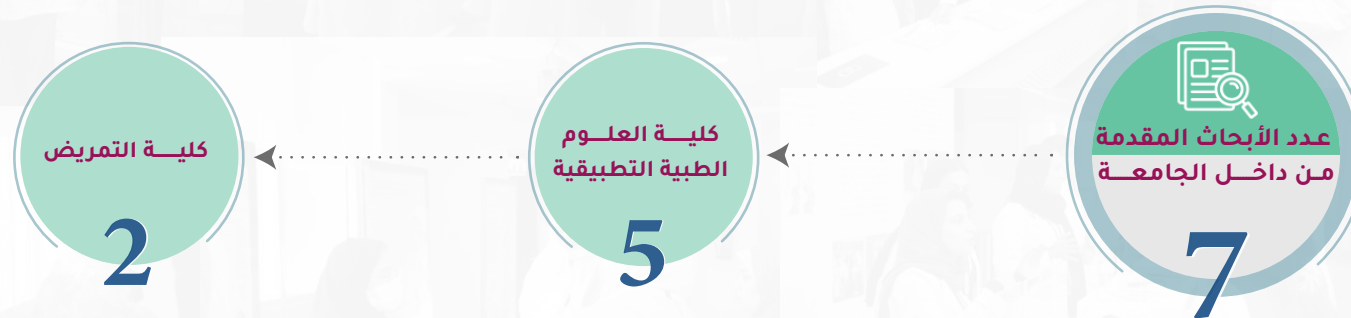 عدد الأبحاث المقدمة
من داخل الجامعة
7
كلية العلوم
الطبية التطبيقية
5
كلية التمريض
2